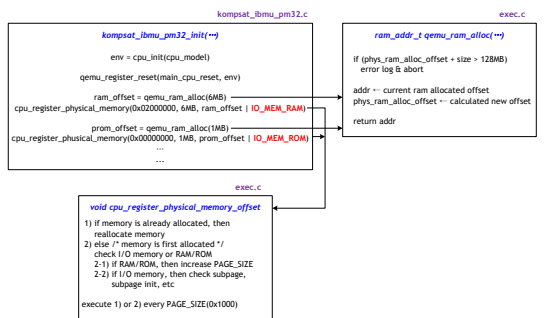 kompsat_ibmu_pm32.c
kompsat_ibmu_pm32_init(⋯)
env = cpu_init(cpu_model)
qemu_register_reset(main_cpu_reset, env)
ram_offset = qemu_ram_alloc(6MB)
cpu_register_physical_memory(0x02000000, 6MB, ram_offset | IO_MEM_RAM)
prom_offset = qemu_ram_alloc(1MB)
cpu_register_phusical_memory(0x00000000, 1MB, prom_offset | IO_MEM_ROM)
…
…
exec.c
ram_addr_t qemu_ram_alloc(⋯)
if (phys_ram_alloc_offset + size > 128MB)
error log & abort
addr ← current ram allocated offset
phys_ram_alloc_offset ← calculated new offset
return addr
exec.c
void cpu_register_physical_memory_offset
1) if memory is already allocated, then
reallocate memory
2) else /* memory is first allocated */
check I/O memory or RAM/ROM
2-1) if RAM/ROM, then increase PAGE_SIZE
2-2) if I/O memory, then check subpage,
subpage init, etc
execute 1) or 2) every PAGE_SIZE(0x1000)